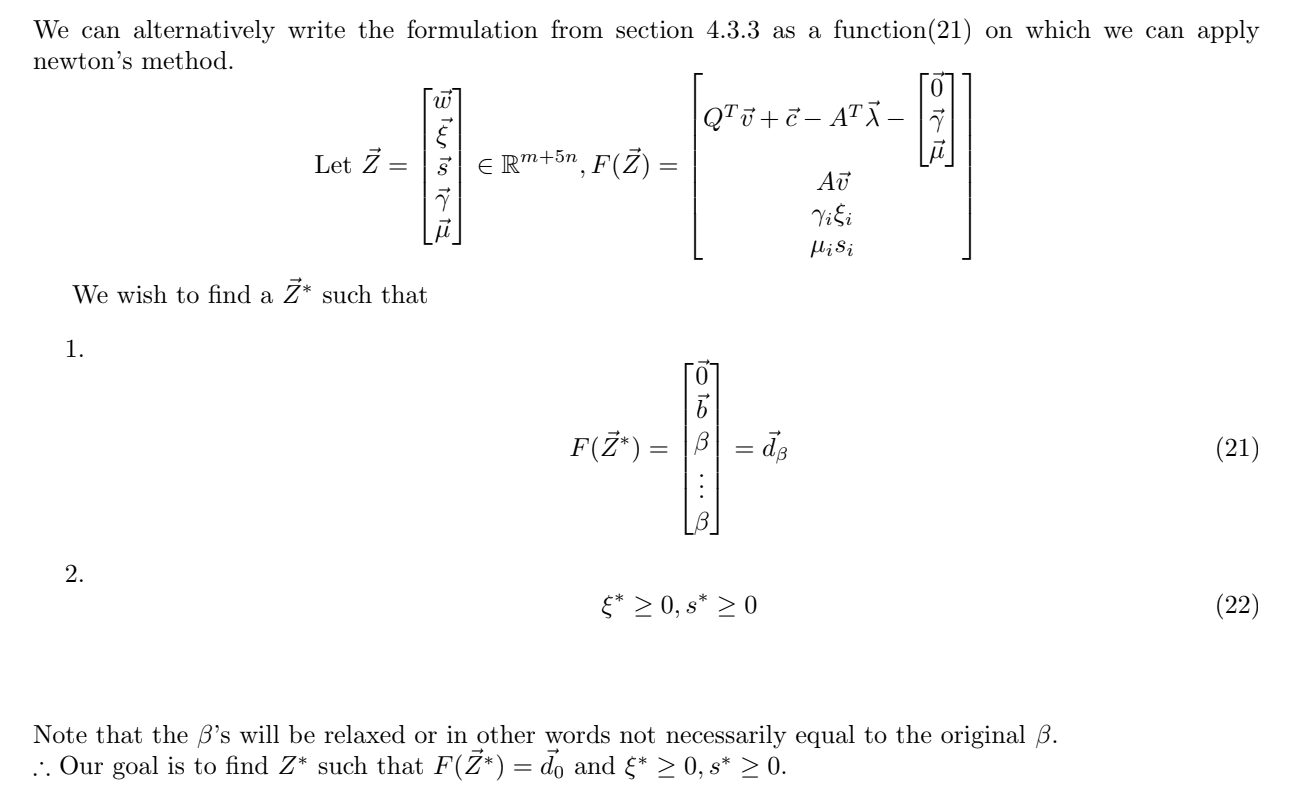 We can alternatively write the formulation from section 4.3.3 as a function(21) on which we can apply
newton's method.
Let $\vec{Z} = \begin{bmatrix} \vec{w} \\ \vec{\xi} \\ \vec{s} \\ \vec{\gamma} \\ \vec{\mu} \end{bmatrix} \in \mathbb{R}^{m+5n}, F(\vec{Z}) = \begin{bmatrix} Q^T\vec{v} + \vec{c} - A^T\vec{\lambda} - \begin{bmatrix} \vec{0} \\ \vec{\gamma} \\ \vec{\mu} \end{bmatrix} \\ A\vec{v} \\ \gamma_i\xi_i \\ \mu_i s_i \end{bmatrix}$
We wish to find a $\vec{Z}^*$ such that
1.
$F(\vec{Z}^*) = \begin{bmatrix} \vec{0} \\ \vec{b} \\ \beta \\ \vdots \\ \beta \end{bmatrix} = \vec{d}_\beta$ (21)
2.
$\xi^* \geq 0, s^* \geq 0$ (22)
Note that the $\beta$'s will be relaxed or in other words not necessarily equal to the original $\beta$.
$\therefore$ Our goal is to find $Z^*$ such that $F(\vec{Z}^*) = \vec{d}_0$ and $\xi^* \geq 0, s^* \geq 0$.